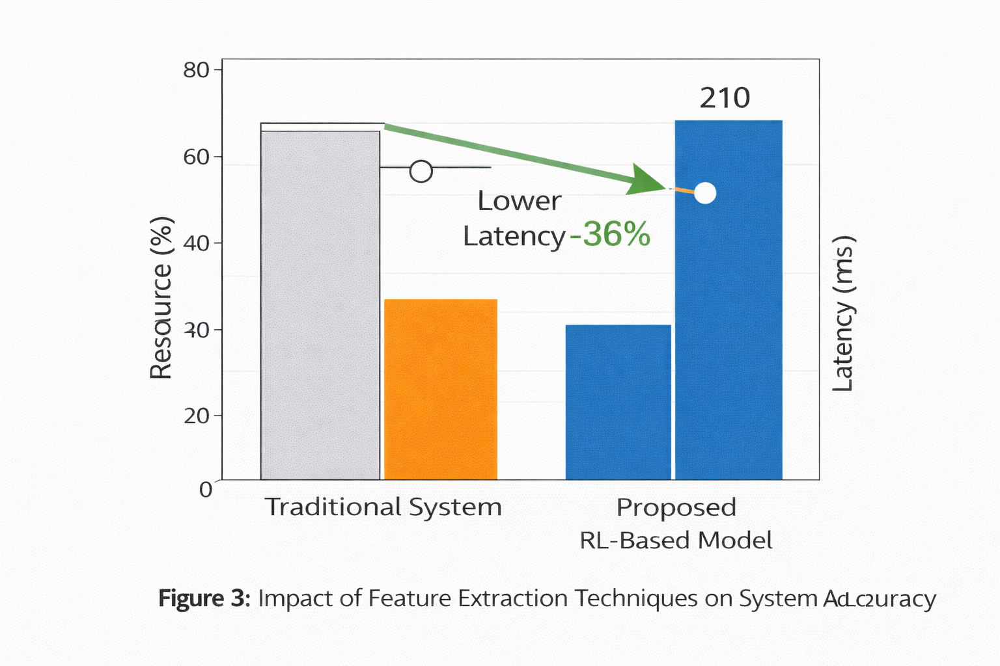 80
210
60
Lower
Latency -36%
40
Resource (%)
Latency (ms)
20
0
Traditional System
Proposed
RL-Based Model
Figure 3: Impact of Feature Extraction Techniques on System